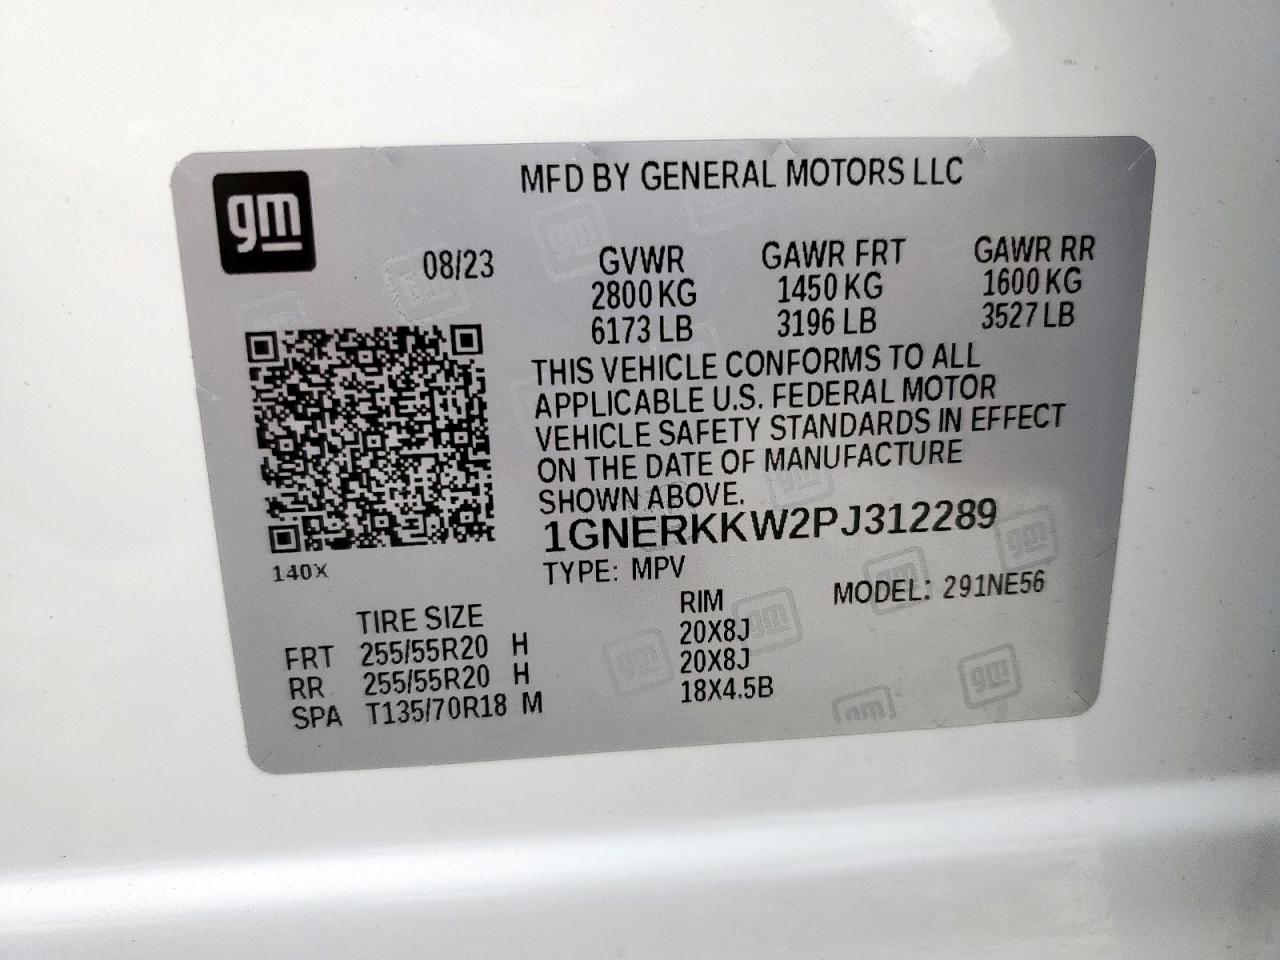 MFD BY GENERAL MOTORS LLC
gm
08/23
GVWR GAWR FRT GAWR RR
2800 KG 1450 KG 1600 KG
6173 LB 3196 LB 3527 LB
THIS VEHICLE CONFORMS TO ALL
APPLICABLE U.S. FEDERAL MOTOR
VEHICLE SAFETY STANDARDS IN EFFECT
ON THE DATE OF MANUFACTURE
SHOWN ABOVE.
1GNERKKW2PJ312289
140X
TYPE: MPV
MODEL: 291NE56
TIRE SIZE RIM
FRT 255/55R20 H 20X8J
RR 255/55R20 H 20X8J
SPA T135/70R18 M 18X4.5B